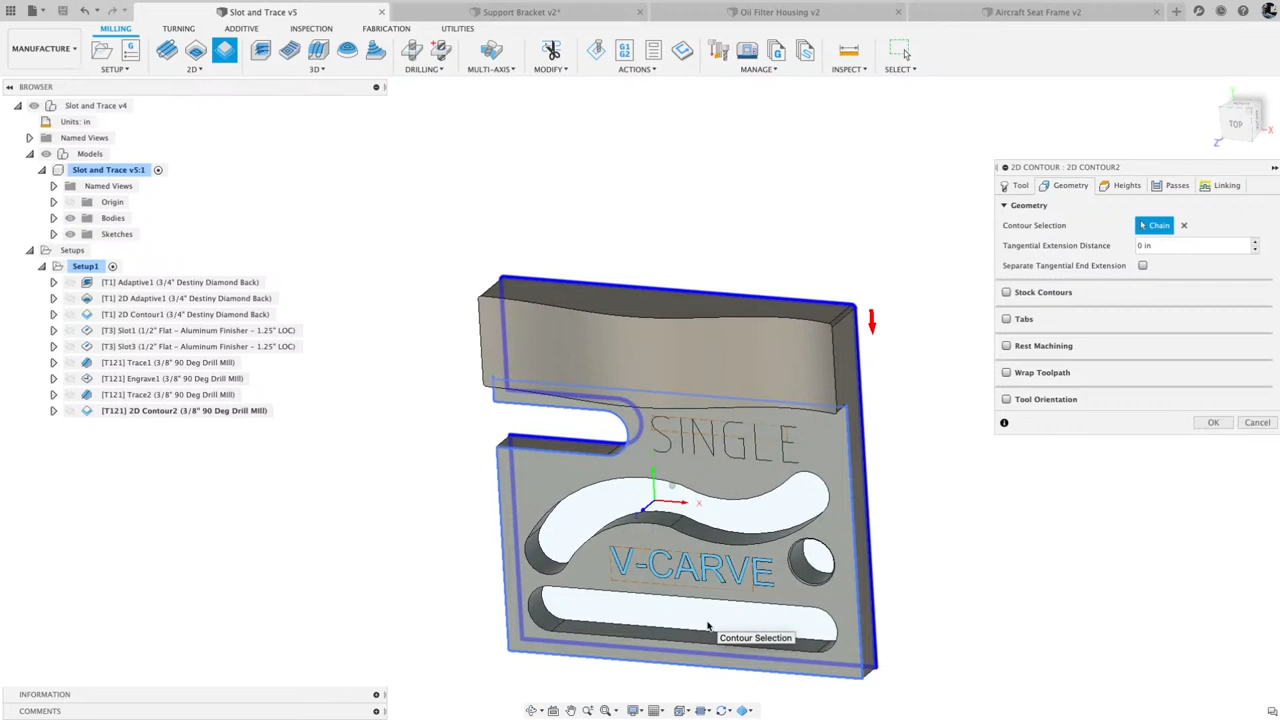 Slot and Trace v5
Support Bracket v2*
Oil Filter Housing v2
Aircraft Seat Frame v2
MILLING TURNING ADDITIVE INSPECTION FABRICATION UTILITIES
MANUFACTURE
G
G1
G2
G
SETUP 2D 3D DRILLING MULTI-AXIS MODIFY ACTIONS MANAGE INSPECT SELECT
BROWSER
Slot and Trace v4
Units: in
Named Views
Models
Slot and Trace v5:1
Named Views
Origin
Bodies
Sketches
Setups
Setup1
[T1] Adaptive1 (3/4" Destiny Diamond Back)
[T1] 2D Adaptive1 (3/4" Destiny Diamond Back)
[T1] 2D Contour1 (3/4" Destiny Diamond Back)
[T3] Slot1 (1/2" Flat - Aluminum Finisher - 1.25" LOC)
[T3] Slot3 (1/2" Flat - Aluminum Finisher - 1.25" LOC)
[T121] Trace1 (3/8" 90 Deg Drill MIll)
[T121] Engrave1 (3/8" 90 Deg Drill MIll)
[T121] Trace2 (3/8" 90 Deg Drill MIll)
[T121] 2D Contour2 (3/8" 90 Deg Drill MIll)
INFORMATION
COMMENTS
SINGLE
X
V-CARVE
Contour Selection
Y
TOP
X
Z
2D CONTOUR : 2D CONTOUR2
Tool Geometry Heights Passes Linking
Geometry
Contour Selection Chain
Tangential Extension Distance 0 in
Separate Tangential End Extension
Stock Contours
Tabs
Rest Machining
Wrap Toolpath
Tool Orientation
OK Cancel